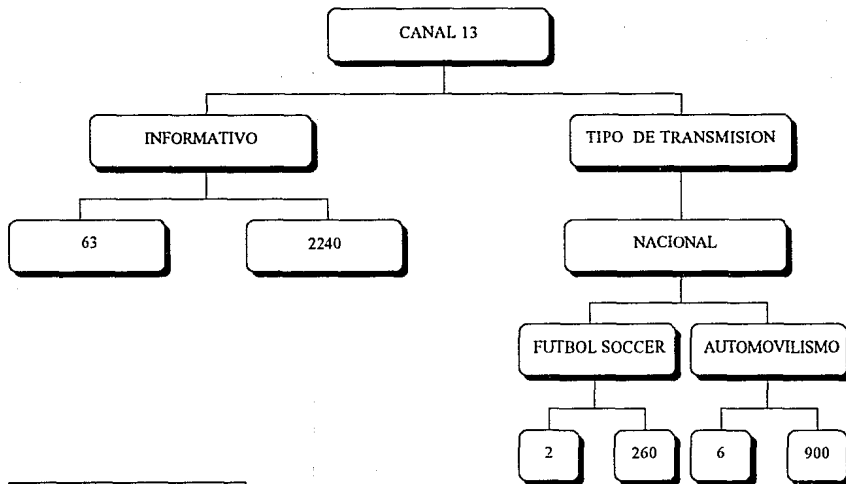 CANAL 13
INFORMATIVO
TIPO DE TRANSMISION
63
2240
NACIONAL
FUTBOL SOCCER
AUTOMOVILISMO
2
260
6
900